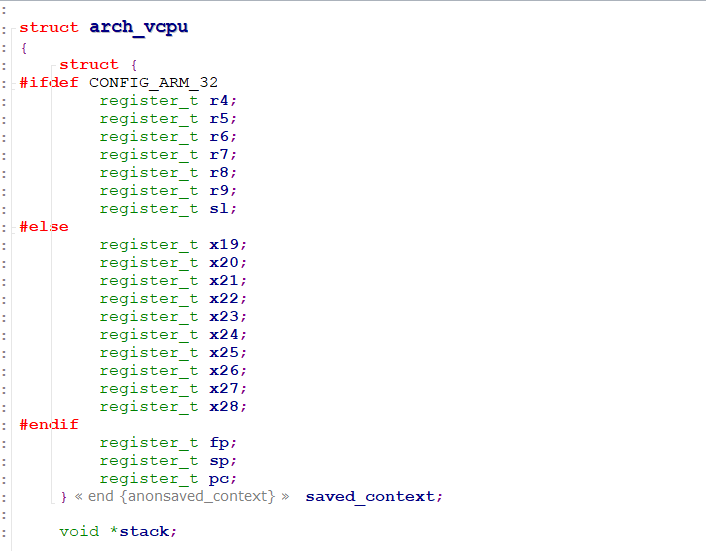 struct arch_vcpu
{
    struct {
#ifdef CONFIG_ARM_32
        register_t r4;
        register_t r5;
        register_t r6;
        register_t r7;
        register_t r8;
        register_t r9;
        register_t sl;
#else
        register_t x19;
        register_t x20;
        register_t x21;
        register_t x22;
        register_t x23;
        register_t x24;
        register_t x25;
        register_t x26;
        register_t x27;
        register_t x28;
#endif
        register_t fp;
        register_t sp;
        register_t pc;
    } « end {anonsaved_context} » saved_context;
    void *stack;